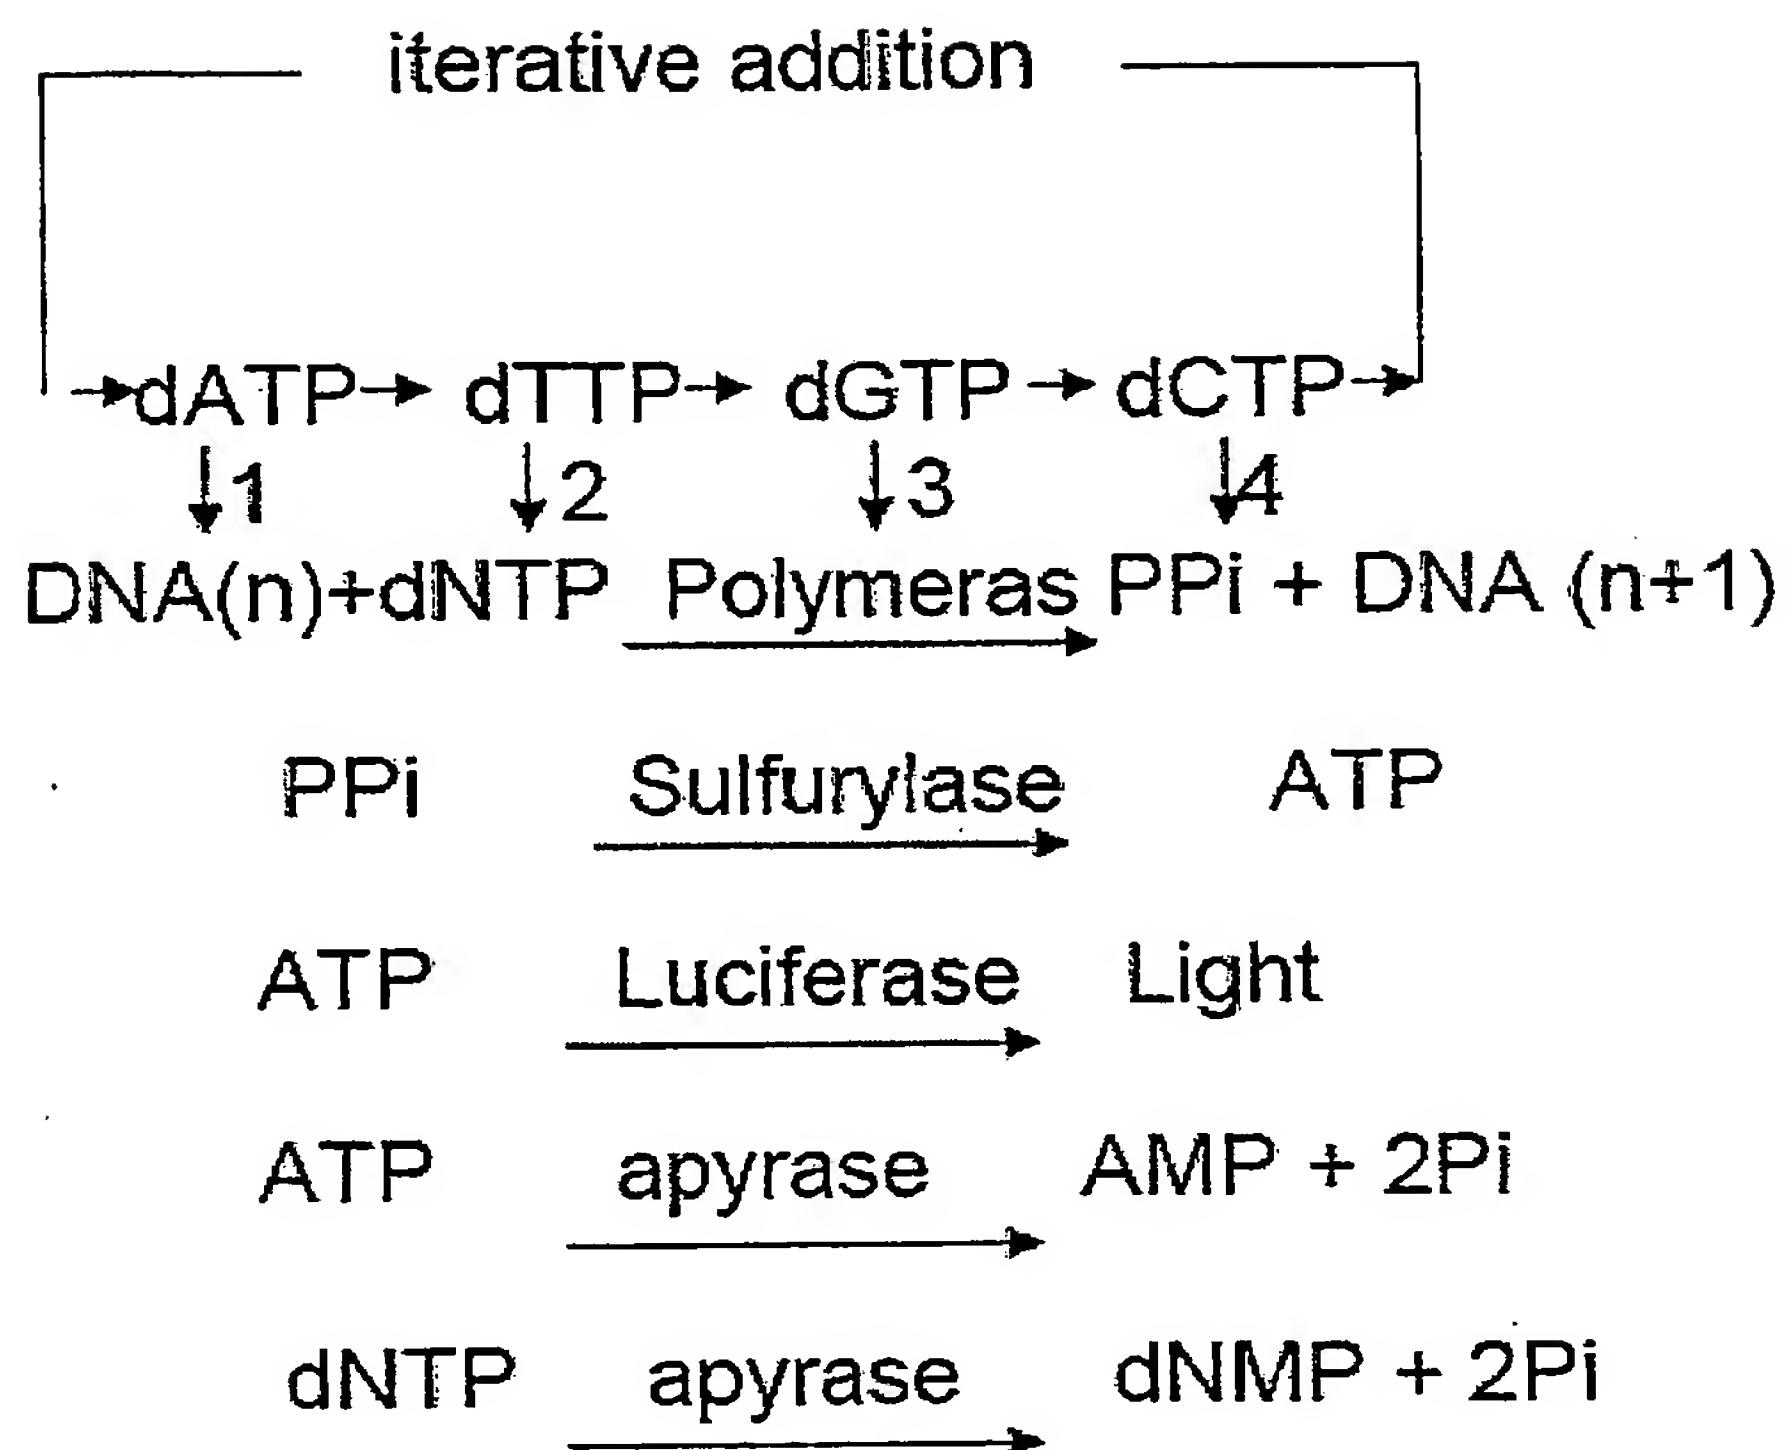 iterative addition
dATP dTTP dGTP dCTP
1 2 3 4
DNA(n)+dNTP Polymeras PPi + DNA (n+1)
PPi Sulfurylase ATP
ATP Luciferase Light
ATP apyrase AMP + 2Pi
dNTP apyrase dNMP + 2Pi